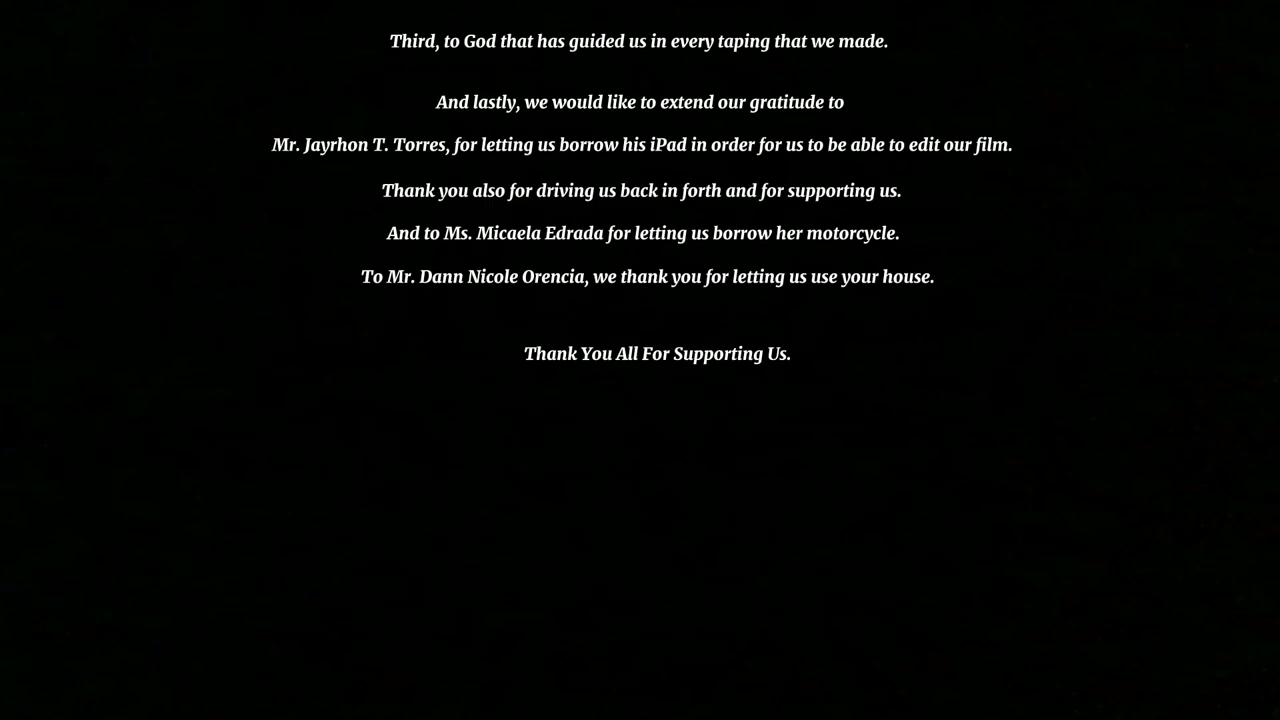 Third, to God that has guided us in every taping that we made.
And lastly, we would like to extend our gratitude to
Mr. Jayrhon T. Torres, for letting us borrow his iPad in order for us to be able to edit our film.
Thank you also for driving us back in forth and for supporting us.
And to Ms. Micaela Edrada for letting us borrow her motorcycle.
To Mr. Dann Nicole Orencia, we thank you for letting us use your house.
Thank You All For Supporting Us.